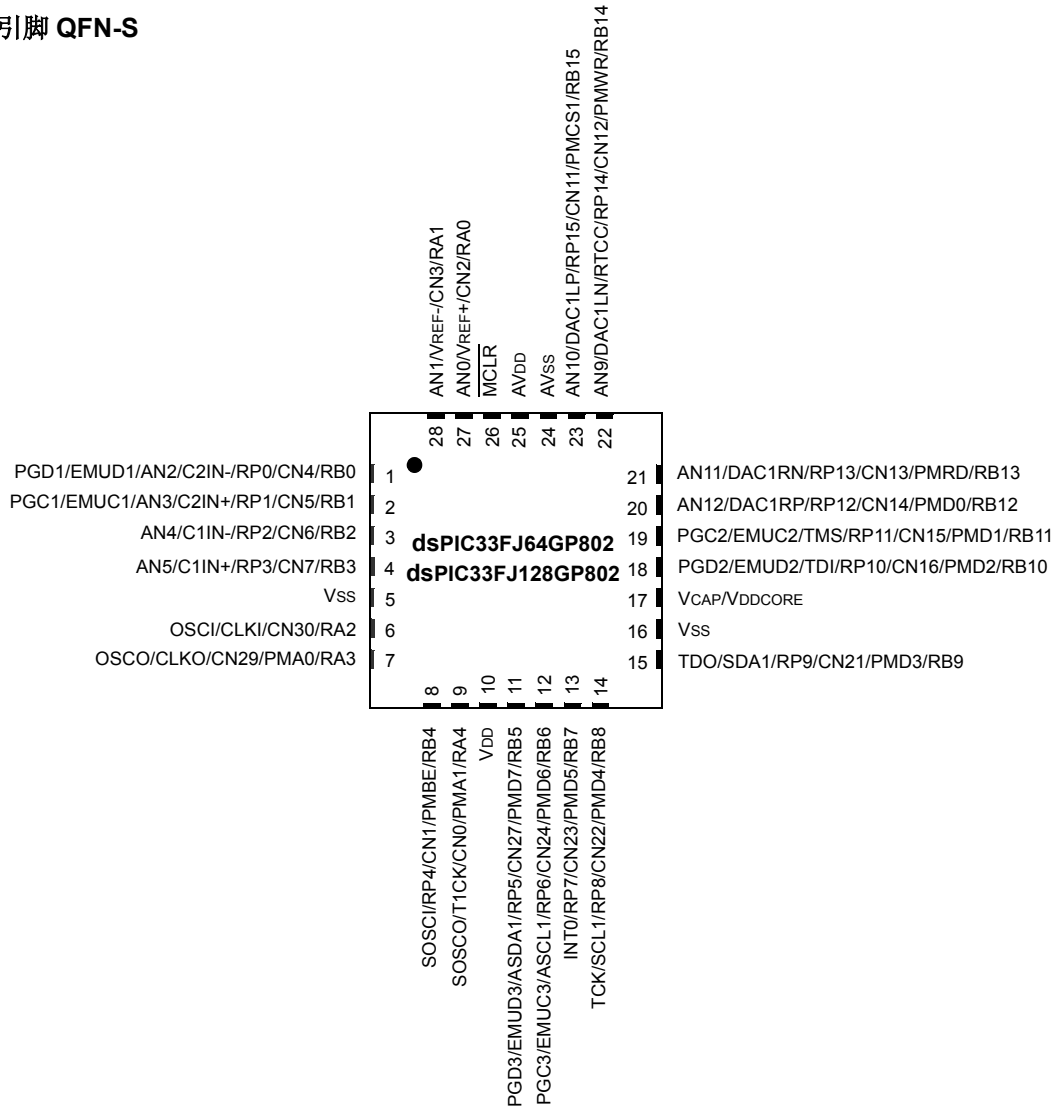 引脚 QFN-S
AN1/VREF-/CN3/RA1
AN0/VREF+/CN2/RA0
MCLR
AVDD
AVSS
AN10/DAC1LP/RP15/CN11/PMCS1/RB15
AN9/DAC1LN/RTCC/RP14/CN12/PMWR/RB14
28 27 26 25 24 23 22
PGD1/EMUD1/AN2/C2IN-/RP0/CN4/RB0 1
PGC1/EMUC1/AN3/C2IN+/RP1/CN5/RB1 2
AN4/C1IN-/RP2/CN6/RB2 3
AN5/C1IN+/RP3/CN7/RB3 4
VSS 5
OSCI/CLKI/CN30/RA2 6
OSCO/CLKO/CN29/PMA0/RA3 7
dsPIC33FJ64GP802
dsPIC33FJ128GP802
21 AN11/DAC1RN/RP13/CN13/PMRD/RB13
20 AN12/DAC1RP/RP12/CN14/PMD0/RB12
19 PGC2/EMUC2/TMS/RP11/CN15/PMD1/RB11
18 PGD2/EMUD2/TDI/RP10/CN16/PMD2/RB10
17 VCAP/VDDCORE
16 VSS
15 TDO/SDA1/RP9/CN21/PMD3/RB9
8 9 10 11 12 13 14
SOSCI/RP4/CN1/PMBE/RB4
SOSCO/T1CK/CN0/PMA1/RA4
VDD
PGD3/EMUD3/ASDA1/RP5/CN27/PMD7/RB5
PGC3/EMUC3/ASCL1/RP6/CN24/PMD6/RB6
INT0/RP7/CN23/PMD5/RB7
TCK/SCL1/RP8/CN22/PMD4/RB8